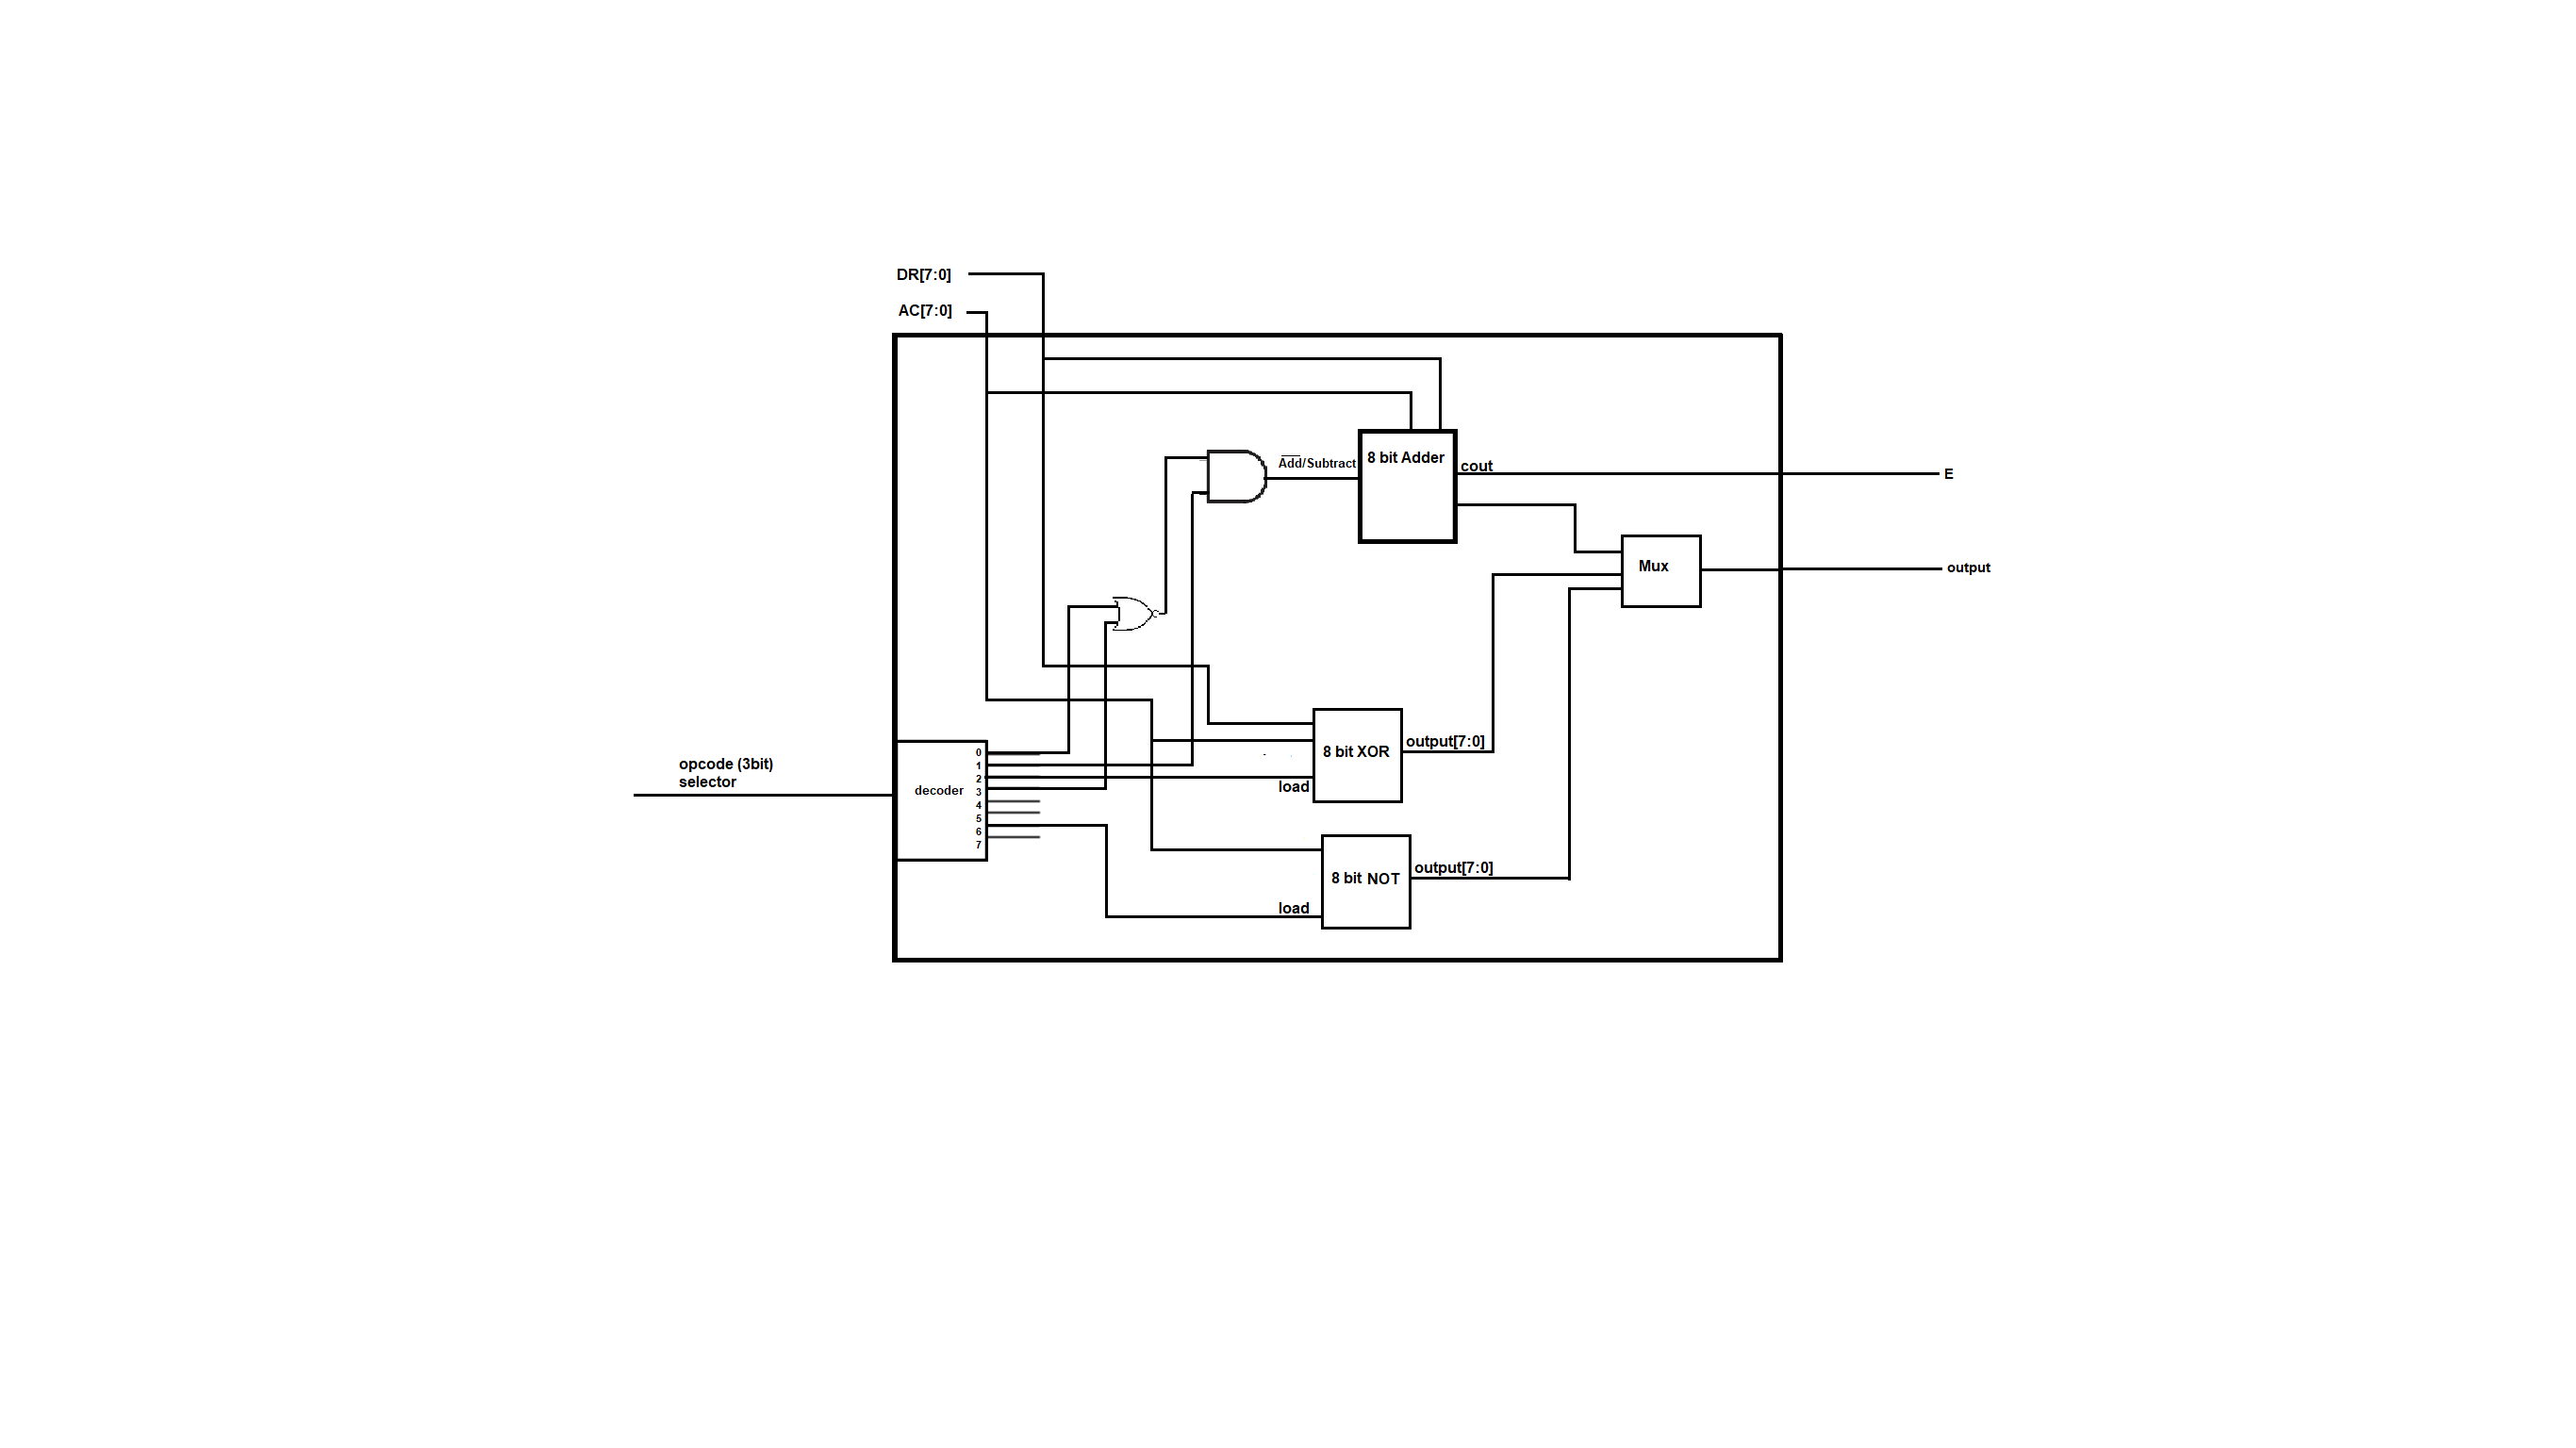 DR[7:0]
AC[7:0]
Add/Subtract
8 bit Adder
cout
E
Mux
output
opcode (3bit)
selector
decoder
0
1
2
3
4
5
6
7
8 bit XOR
output[7:0]
load
8 bit NOT
output[7:0]
load